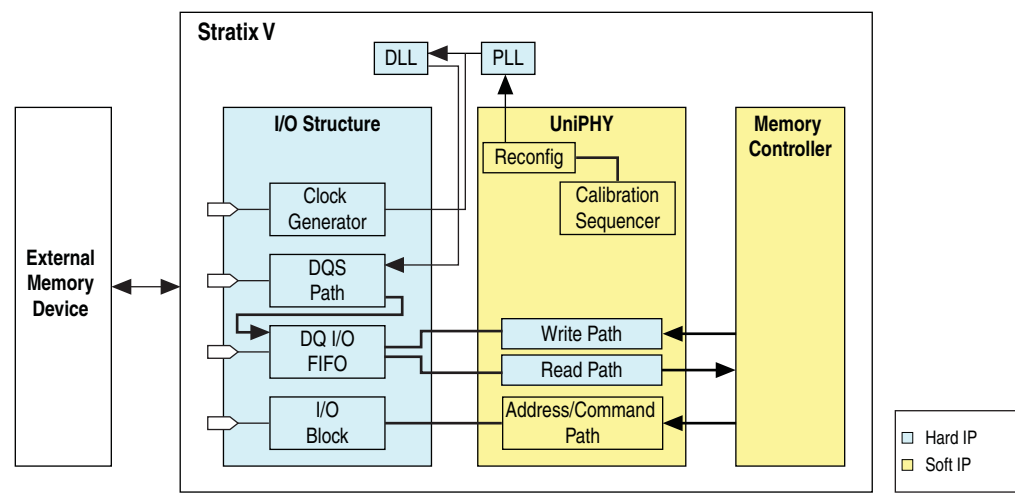 Stratix V
DLL
PLL
I/O Structure
UniPHY
Memory
Controller
Reconfig
Clock
Generator
Calibration
Sequencer
External
Memory
Device
DQS
Path
DQ I/O
FIFO
Write Path
Read Path
I/O
Block
Address/Command
Path
Hard IP
Soft IP